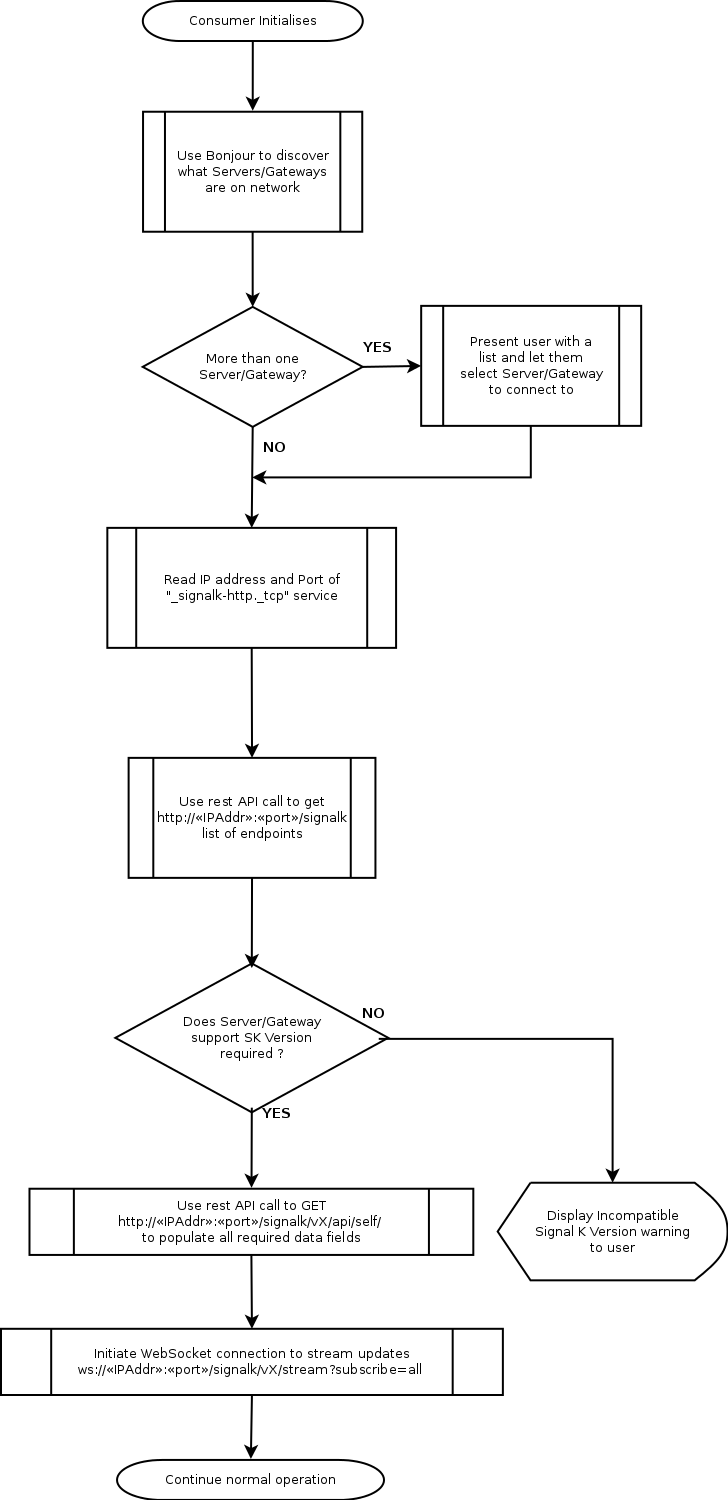 Consumer Initialises
Use Bonjour to discover
what Servers/Gateways
are on network
More than one
Server/Gateway?
YES
Present user with a
list and let them
select Server/Gateway
to connect to
NO
Read IP address and Port of
"_signalk-http._tcp" service
Use rest API call to get
http://«IPAddr»:«port»/signalk
list of endpoints
Does Server/Gateway
support SK Version
required ?
NO
YES
Use rest API call to GET
http://«IPAddr»:«port»/signalk/vX/api/self/
to populate all required data fields
Display Incompatible
Signal K Version warning
to user
Initiate WebSocket connection to stream updates
ws://«IPAddr»:«port»/signalk/vX/stream?subscribe=all
Continue normal operation